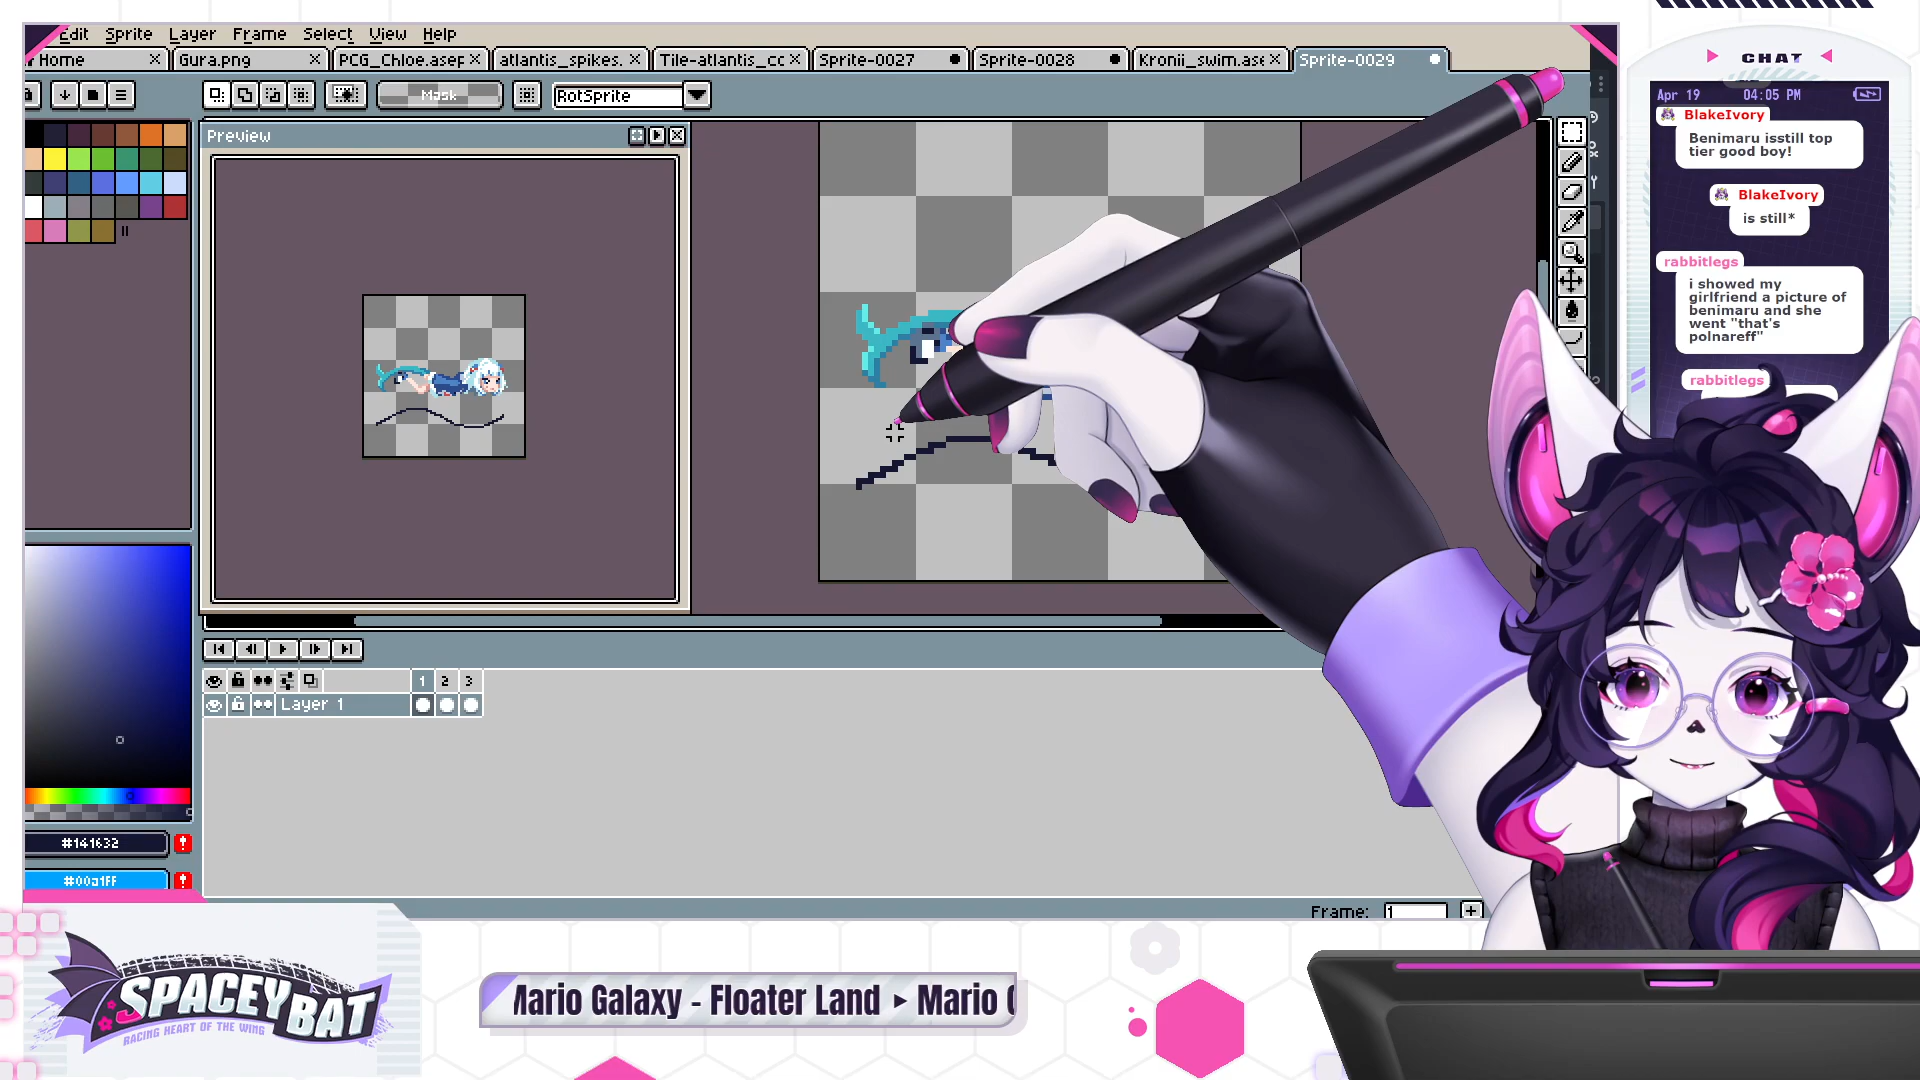 Edit Sprite Layer Frame Select View Help
Home Gura.png PCG_Chloe.asep atlantis_spikes. Tile-atlantis_cc Sprite-0027 Sprite-0028 Kronii_swim.ase Sprite-0029
Mask RotSprite
Preview
1 2 3
Layer 1
#141632
#00a1FF
Frame: 1
CHAT
Apr 19 04:05 PM
BlakeIvory
Benimaru isstill top
tier good boy!
BlakeIvory
is still*
rabbitlegs
i showed my
girlfriend a picture of
benimaru and she
went "that's
polnareff"
rabbitlegs
SPACEYBAT
RACING HEART OF THE WING
Mario Galaxy - Floater Land ▸ Mario